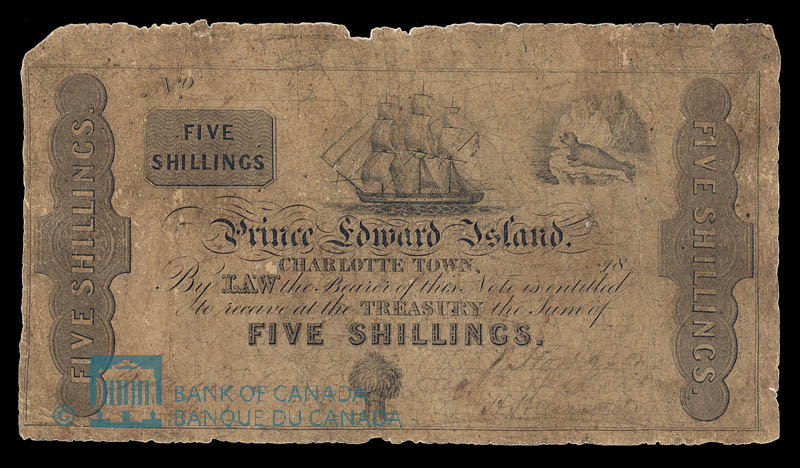 No
FIVE
SHILLINGS
FIVE SHILLINGS.
FIVE SHILLINGS.
Prince Edward Island.
CHARLOTTE TOWN, 18
By LAW the Bearer of this Note is entitled
to receive at the TREASURY the Sum of
FIVE SHILLINGS.
© BANK OF CANADA
BANQUE DU CANADA